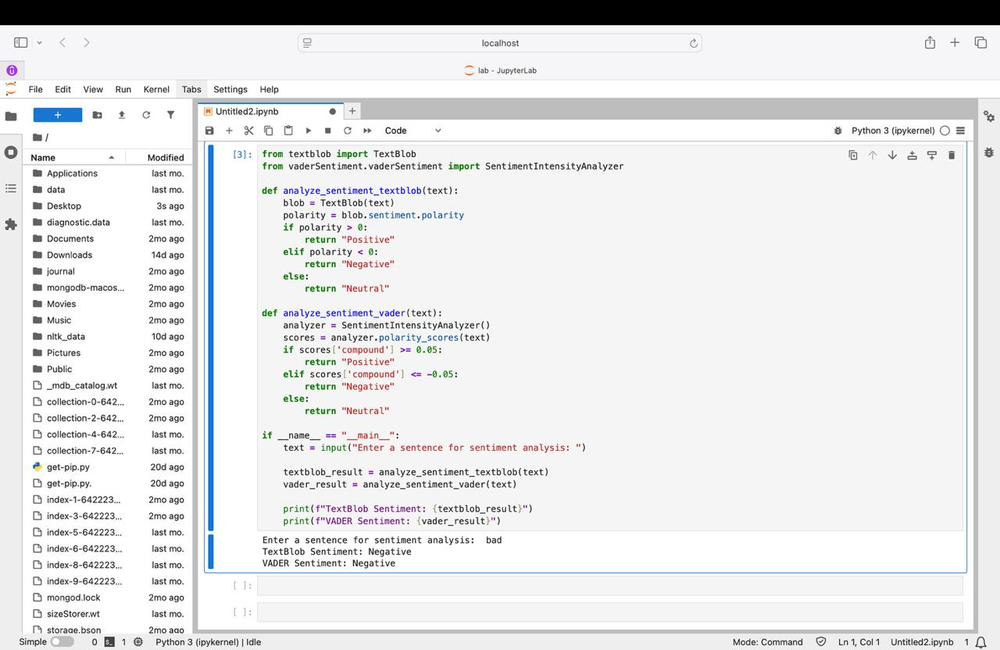 localhost
lab - JupyterLab
File Edit View Run Kernel Tabs Settings Help
+
/
Name Modified
Applications last mo.
data last mo.
Desktop 3s ago
diagnostic.data last mo.
Documents 2mo ago
Downloads 14d ago
journal 2mo ago
mongodb-macos... 2mo ago
Movies 2mo ago
Music 2mo ago
nltk_data 10d ago
Pictures 2mo ago
Public 2mo ago
_mdb_catalog.wt last mo.
collection-0-642... 2mo ago
collection-2-642... 2mo ago
collection-4-642... last mo.
collection-7-642... last mo.
get-pip.py 20d ago
get-pip.py. 20d ago
index-1-642223... 2mo ago
index-3-642223... 2mo ago
index-5-642223... last mo.
index-6-642223... last mo.
index-8-642223... last mo.
index-9-642223... last mo.
mongod.lock 2mo ago
sizeStorer.wt last mo.
storage.bson 2mo ago
Untitled2.ipynb
Code
Python 3 (ipykernel)
[3]:
from textblob import TextBlob
from vaderSentiment.vaderSentiment import SentimentIntensityAnalyzer
def analyze_sentiment_textblob(text):
    blob = TextBlob(text)
    polarity = blob.sentiment.polarity
    if polarity > 0:
        return "Positive"
    elif polarity < 0:
        return "Negative"
    else:
        return "Neutral"
def analyze_sentiment_vader(text):
    analyzer = SentimentIntensityAnalyzer()
    scores = analyzer.polarity_scores(text)
    if scores['compound'] >= 0.05:
        return "Positive"
    elif scores['compound'] <= -0.05:
        return "Negative"
    else:
        return "Neutral"
if __name__ == "__main__":
    text = input("Enter a sentence for sentiment analysis: ")
    textblob_result = analyze_sentiment_textblob(text)
    vader_result = analyze_sentiment_vader(text)
    print(f"TextBlob Sentiment: {textblob_result}")
    print(f"VADER Sentiment: {vader_result}")
Enter a sentence for sentiment analysis:  bad
TextBlob Sentiment: Negative
VADER Sentiment: Negative
[ ]:
[ ]:
Simple 0 1 Python 3 (ipykernel) | Idle Mode: Command Ln 1, Col 1 Untitled2.ipynb 1